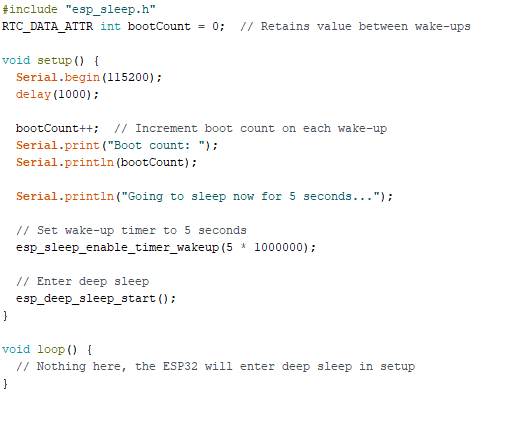 #include "esp_sleep.h"
RTC_DATA_ATTR int bootCount = 0;  // Retains value between wake-ups
void setup() {
  Serial.begin(115200);
  delay(1000);
  bootCount++;  // Increment boot count on each wake-up
  Serial.print("Boot count: ");
  Serial.println(bootCount);
  Serial.println("Going to sleep now for 5 seconds...");
  // Set wake-up timer to 5 seconds
  esp_sleep_enable_timer_wakeup(5 * 1000000);
  // Enter deep sleep
  esp_deep_sleep_start();
}
void loop() {
  // Nothing here, the ESP32 will enter deep sleep in setup
}